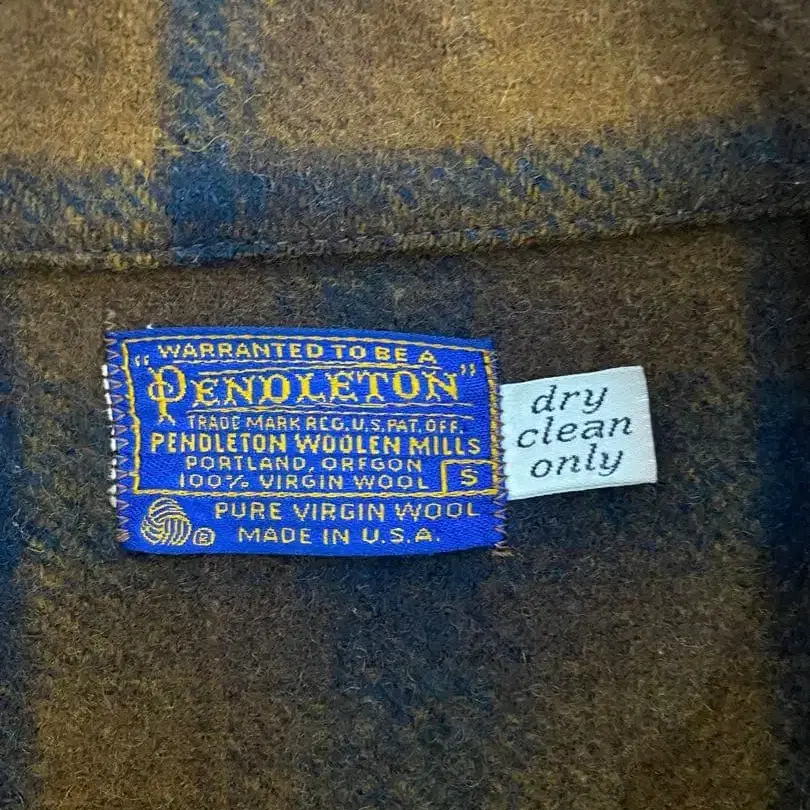 "WARRANTED TO BE A
PENDLETON"
TRADE MARK REG. U.S. PAT. OFF.
PENDLETON WOOLEN MILLS
PORTLAND, OREGON
100% VIRGIN WOOL S
PURE VIRGIN WOOL
® MADE IN U.S.A.
dry
clean
only